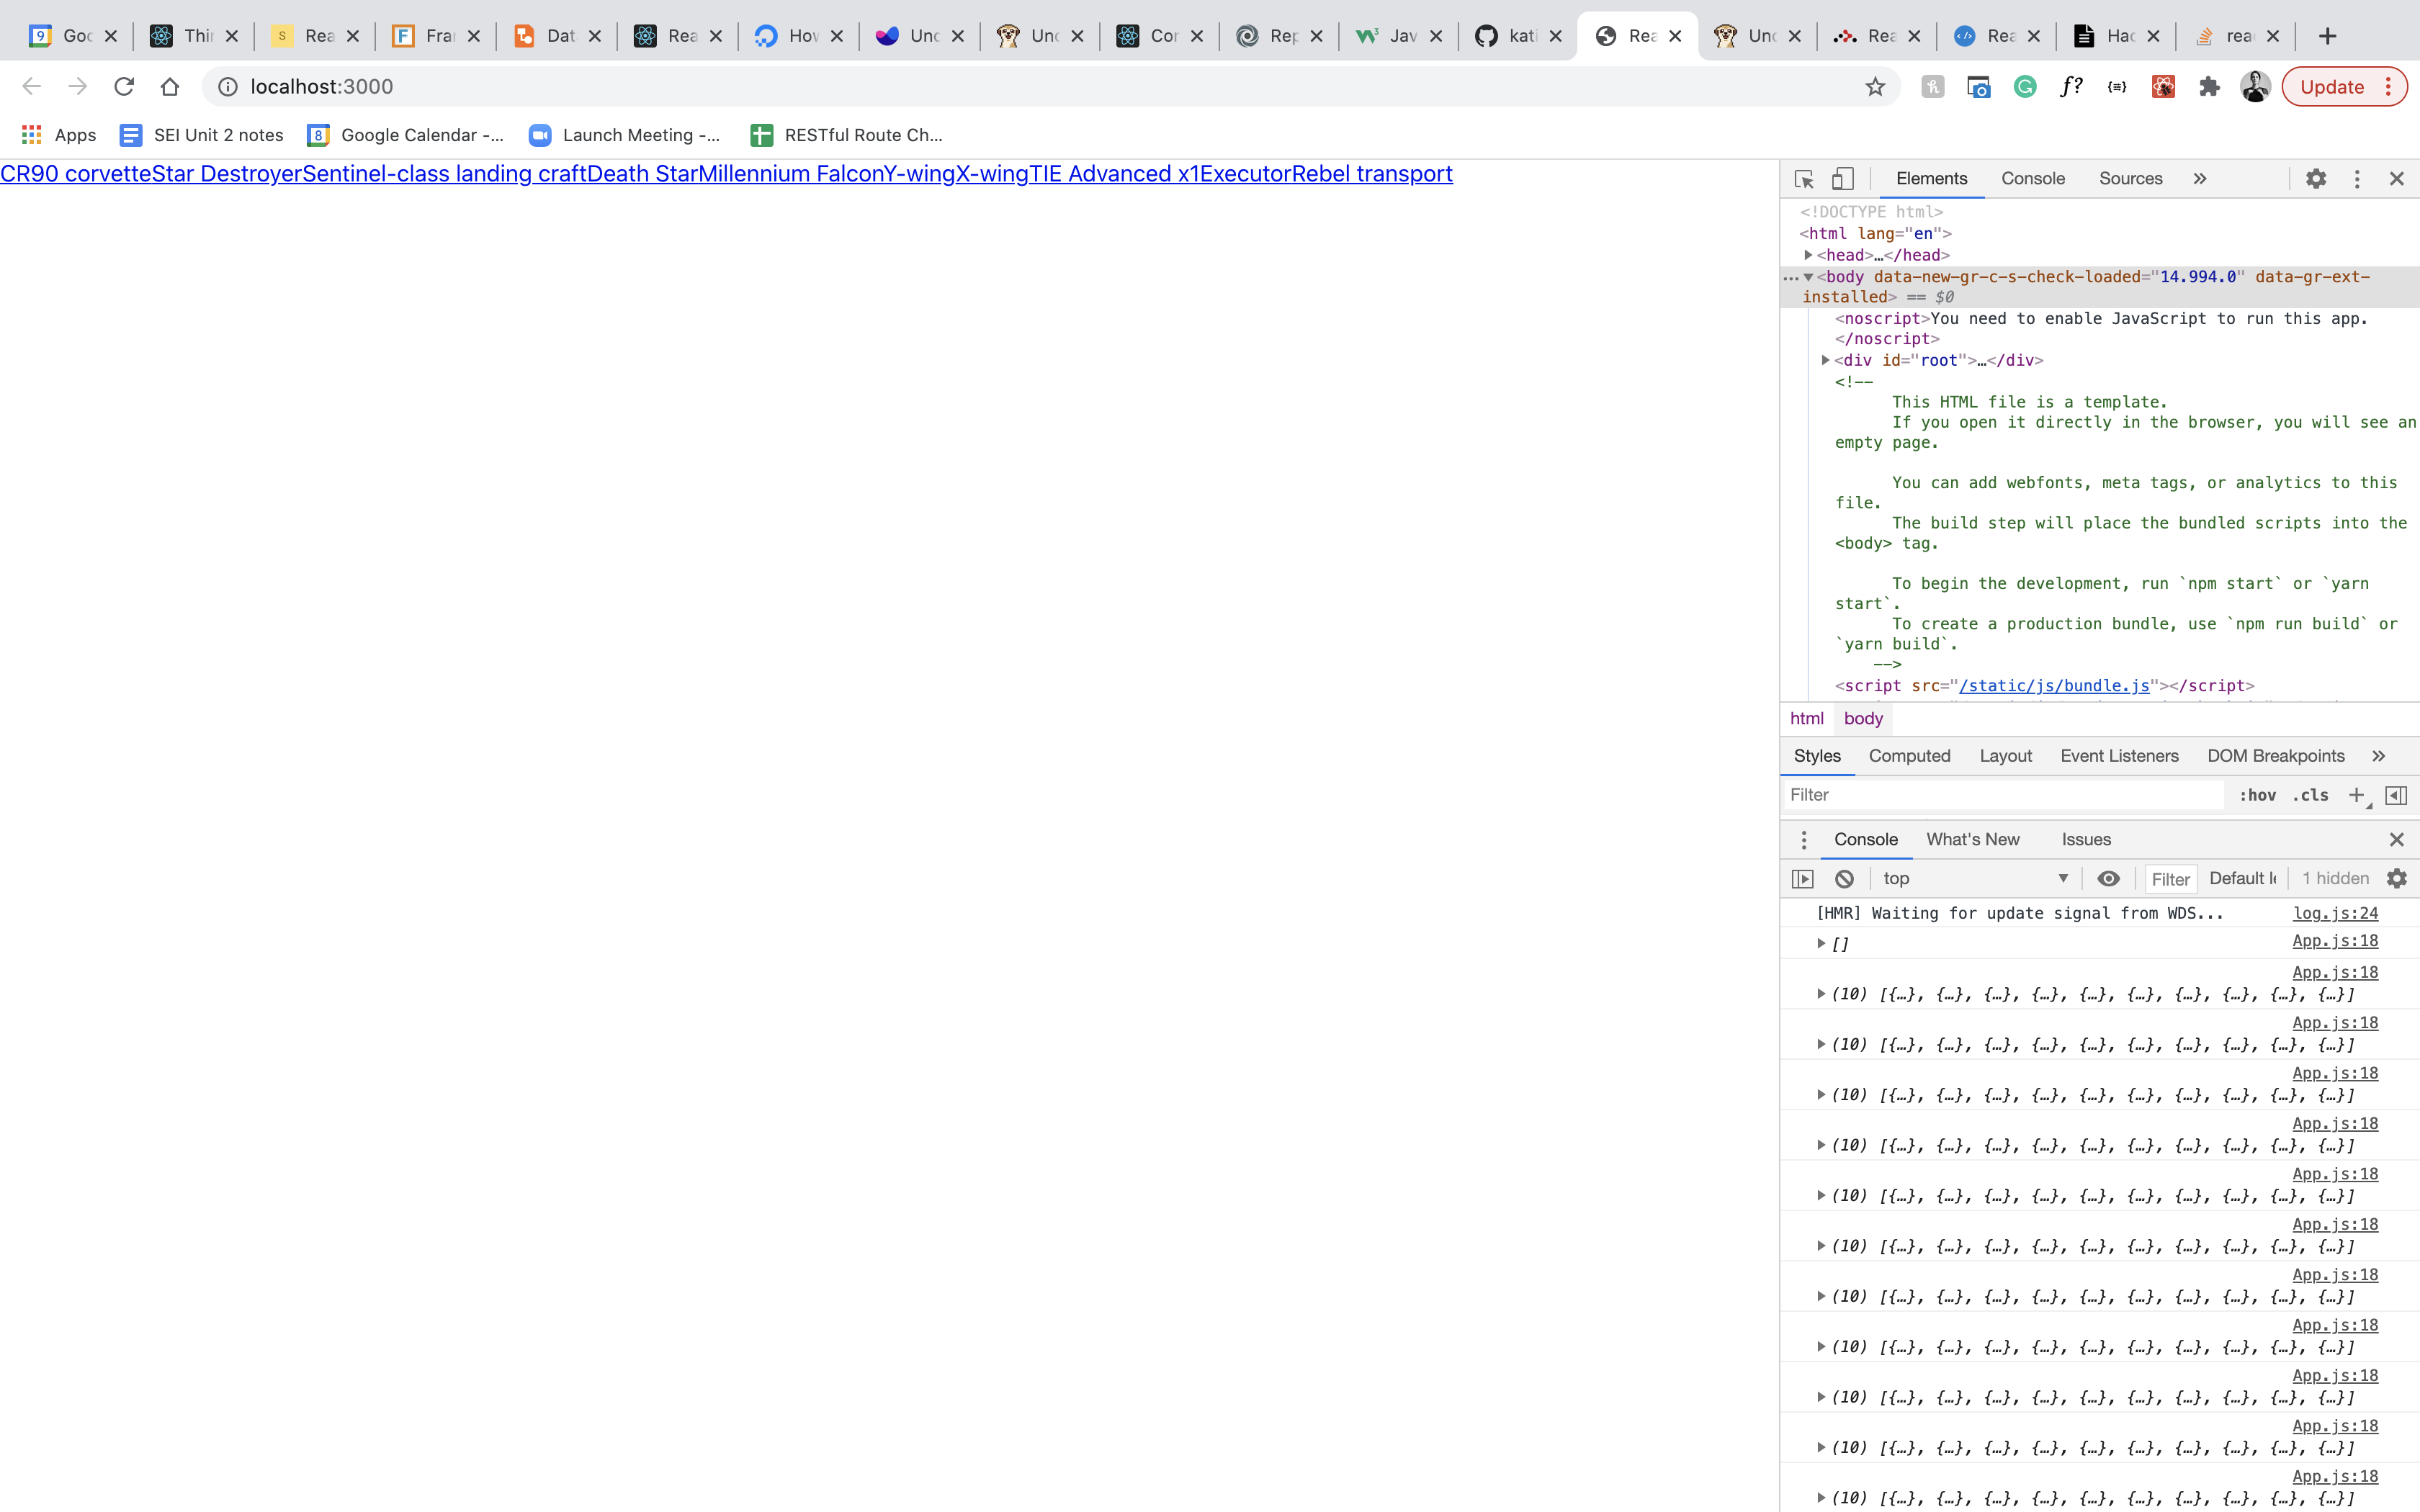 Goo Thin Rea Fra Dat Rea How Unc Unc Cor Rep Jav kati Rea Unc Rea Rea Hac rea
localhost:3000
Update
Apps SEI Unit 2 notes Google Calendar -... Launch Meeting -... RESTful Route Ch...
CR90 corvetteStar DestroyerSentinel-class landing craftDeath StarMillennium FalconY-wingX-wingTIE Advanced x1ExecutorRebel transport
Elements Console Sources »
<!DOCTYPE html>
<html lang="en">
<head>…</head>
<body data-new-gr-c-s-check-loaded="14.994.0" data-gr-ext-
installed> == $0
<noscript>You need to enable JavaScript to run this app.
</noscript>
<div id="root">…</div>
<!--
This HTML file is a template.
If you open it directly in the browser, you will see an
empty page.
You can add webfonts, meta tags, or analytics to this
file.
The build step will place the bundled scripts into the
<body> tag.
To begin the development, run `npm start` or `yarn
start`.
To create a production bundle, use `npm run build` or
`yarn build`.
-->
<script src="/static/js/bundle.js"></script>
html body
Styles Computed Layout Event Listeners DOM Breakpoints »
Filter :hov .cls +
Console What's New Issues
top Filter Default le 1 hidden
[HMR] Waiting for update signal from WDS... log.js:24
[] App.js:18
App.js:18
(10) [{…}, {…}, {…}, {…}, {…}, {…}, {…}, {…}, {…}, {…}]
App.js:18
(10) [{…}, {…}, {…}, {…}, {…}, {…}, {…}, {…}, {…}, {…}]
App.js:18
(10) [{…}, {…}, {…}, {…}, {…}, {…}, {…}, {…}, {…}, {…}]
App.js:18
(10) [{…}, {…}, {…}, {…}, {…}, {…}, {…}, {…}, {…}, {…}]
App.js:18
(10) [{…}, {…}, {…}, {…}, {…}, {…}, {…}, {…}, {…}, {…}]
App.js:18
(10) [{…}, {…}, {…}, {…}, {…}, {…}, {…}, {…}, {…}, {…}]
App.js:18
(10) [{…}, {…}, {…}, {…}, {…}, {…}, {…}, {…}, {…}, {…}]
App.js:18
(10) [{…}, {…}, {…}, {…}, {…}, {…}, {…}, {…}, {…}, {…}]
App.js:18
(10) [{…}, {…}, {…}, {…}, {…}, {…}, {…}, {…}, {…}, {…}]
App.js:18
(10) [{…}, {…}, {…}, {…}, {…}, {…}, {…}, {…}, {…}, {…}]
App.js:18
(10) [{…}, {…}, {…}, {…}, {…}, {…}, {…}, {…}, {…}, {…}]